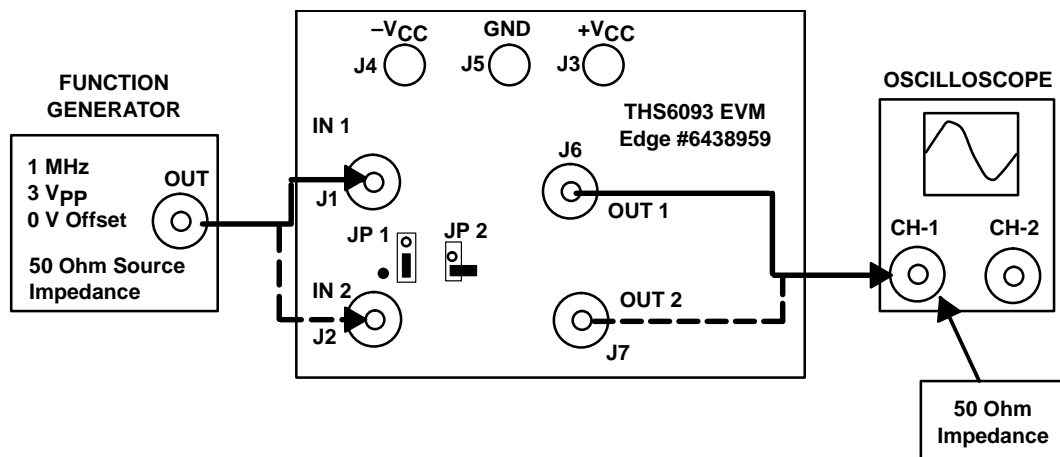 –VCC
GND
+VCC
J4
J5
J3
FUNCTION
GENERATOR
OSCILLOSCOPE
THS6093 EVM
Edge #6438959
IN 1
J6
1 MHz
3 VPP
0 V Offset
OUT
J1
OUT 1
50 Ohm Source
Impedance
JP 1
JP 2
CH-1
CH-2
IN 2
OUT 2
J2
J7
50 Ohm
Impedance